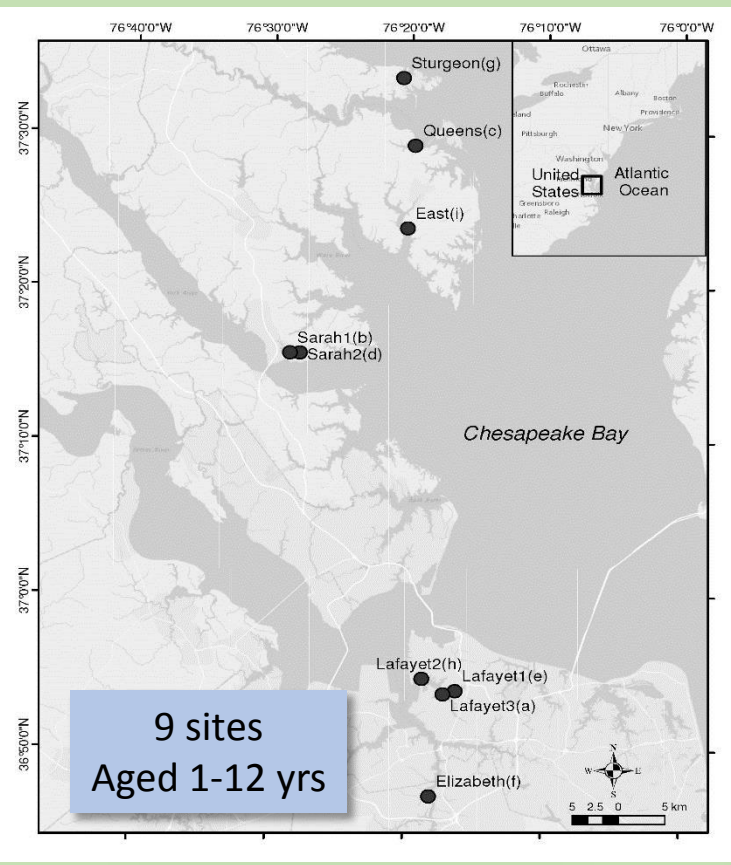 76°40'0"W 76°30'0"W 76°20'0"W 76°10'0"W 76°0'0"W
Sturgeon(g)
Queens(c)
East(i)
Sarah1(b)
Sarah2(d)
Chesapeake Bay
Lafayet2(h)
Lafayet1(e)
Lafayet3(a)
Elizabeth(f)
37°30'0"N
37°20'0"N
37°10'0"N
37°0'0"N
36°50'0"N
Ottawa
Rochester
Buffalo
Albany
Boston
Providence
New York
Pittsburgh
Washington
United States
Atlantic
Ocean
Greensboro
Raleigh
9 sites
Aged 1-12 yrs
N
W
E
S
5 2.5 0 5 km